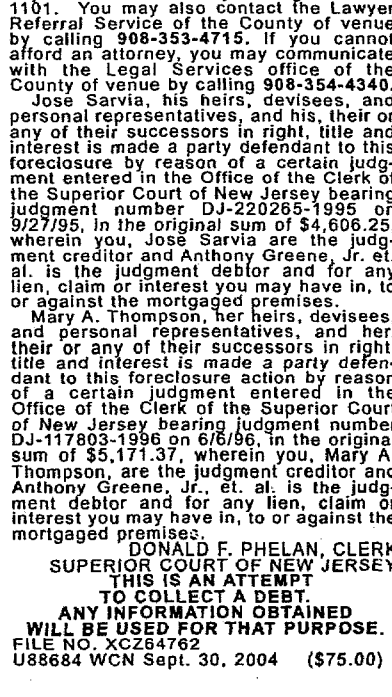 1101. You may also contact the Lawyer
Referral Service of the County of venue
by calling 908-353-4715. If you cannot
afford an attorney, you may communicate
with the Legal Services office of the
County of venue by calling 908-354-4340.
Jose Sarvia, his heirs, devisees, and
personal representatives, and his, their or
any of their successors in right, title and
interest is made a party defendant to this
foreclosure by reason of a certain judg-
ment entered in the Office of the Clerk of
the Superior Court of New Jersey bearing
judgment number DJ-220265-1995 on
9/27/95, in the original sum of $4,606.25,
wherein you, Jose Sarvia are the judg-
ment creditor and Anthony Greene, Jr. et.
al. is the judgment debtor and for any
lien, claim or interest you may have in, to
or against the mortgaged premises.
Mary A. Thompson, her heirs, devisees,
and personal representatives, and her,
their or any of their successors in right,
title and interest is made a party defen-
dant to this foreclosure action by reason
of a certain judgment entered in the
Office of the Clerk of the Superior Court
of New Jersey bearing judgment number
DJ-117803-1996 on 6/6/96, in the original
sum of $5,171.37, wherein you, Mary A.
Thompson, are the judgment creditor and
Anthony Greene, Jr., et. al. is the judg-
ment debtor and for any lien, claim or
interest you may have in, to or against the
mortgaged premises.
DONALD F. PHELAN, CLERK
SUPERIOR COURT OF NEW JERSEY
THIS IS AN ATTEMPT
TO COLLECT A DEBT.
ANY INFORMATION OBTAINED
WILL BE USED FOR THAT PURPOSE.
FILE NO. XCZ64762
U88684 WCN Sept. 30, 2004 ($75.00)